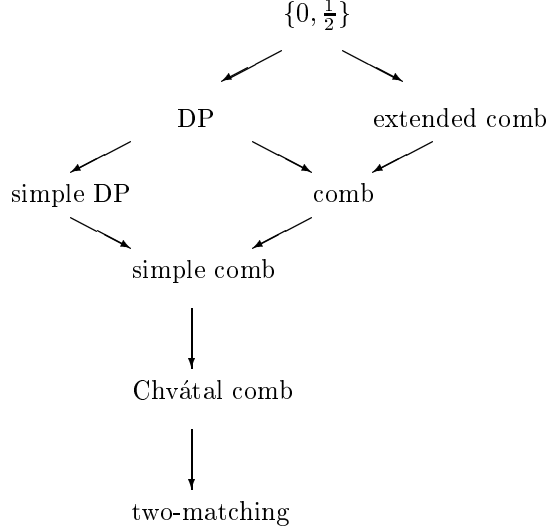 {0, ½}
DP extended comb
simple DP comb
simple comb
Chvátal comb
two-matching